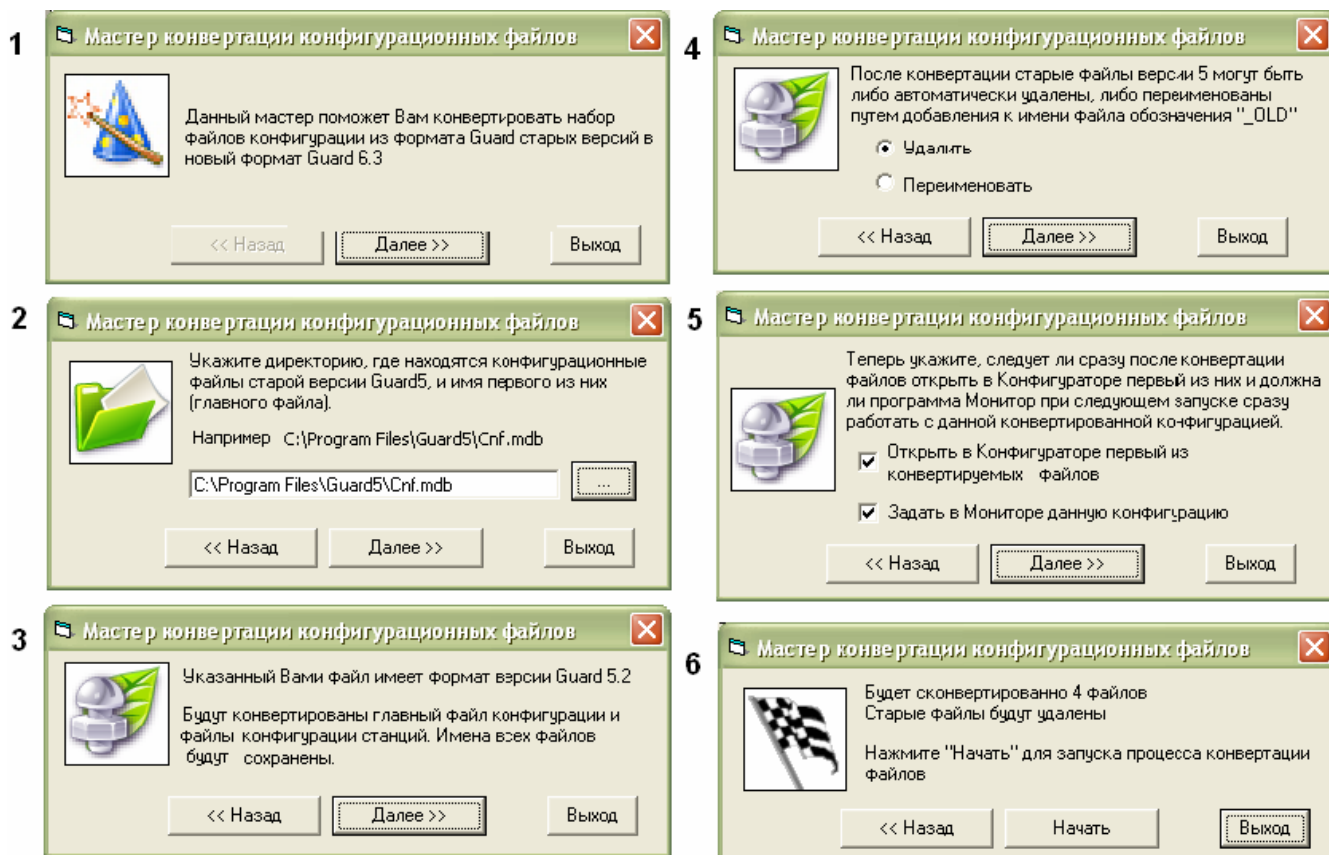 1
Мастер конвертации конфигурационных файлов
Данный мастер поможет Вам конвертировать набор
файлов конфигурации из формата Guard старых версий в
новый формат Guard 6.3
<< Назад
Далее >>
Выход
2
Мастер конвертации конфигурационных файлов
Укажите директорию, где находятся конфигурационные
файлы старой версии Guard5, и имя первого из них
(главного файла).
Например C:\Program Files\Guard5\Cnf.mdb
C:\Program Files\Guard5\Cnf.mdb
...
<< Назад
Далее >>
Выход
3
Мастер конвертации конфигурационных файлов
Указанный Вами файл имеет формат версии Guard 5.2
Будут конвертированы главный файл конфигурации и
файлы конфигурации станций. Имена всех файлов
будут сохранены.
<< Назад
Далее >>
Выход
4
Мастер конвертации конфигурационных файлов
После конвертации старые файлы версии 5 могут быть
либо автоматически удалены, либо переименованы
путем добавления к имени файла обозначения "_OLD"
Удалить
Переименовать
<< Назад
Далее >>
Выход
5
Мастер конвертации конфигурационных файлов
Теперь укажите, следует ли сразу после конвертации
файлов открыть в Конфигураторе первый из них и должна
ли программа Монитор при следующем запуске сразу
работать с данной конвертированной конфигурацией.
Открыть в Конфигураторе первый из
конвертируемых файлов
Задать в Мониторе данную конфигурацию
<< Назад
Далее >>
Выход
6
Мастер конвертации конфигурационных файлов
Будет сконвертированно 4 файлов
Старые файлы будут удалены
Нажмите "Начать" для запуска процесса конвертации
файлов
<< Назад
Начать
Выход